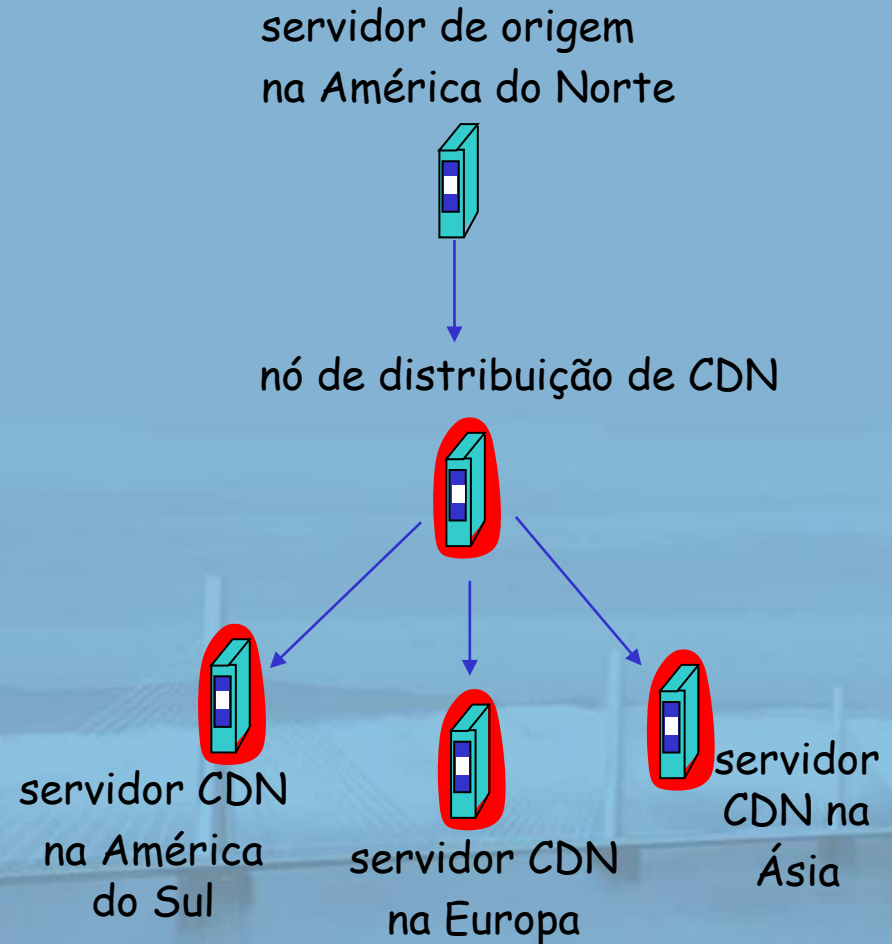 servidor de origem
na América do Norte
nó de distribuição de CDN
servidor CDN
na América
do Sul
servidor CDN
na Europa
servidor
CDN na
Ásia